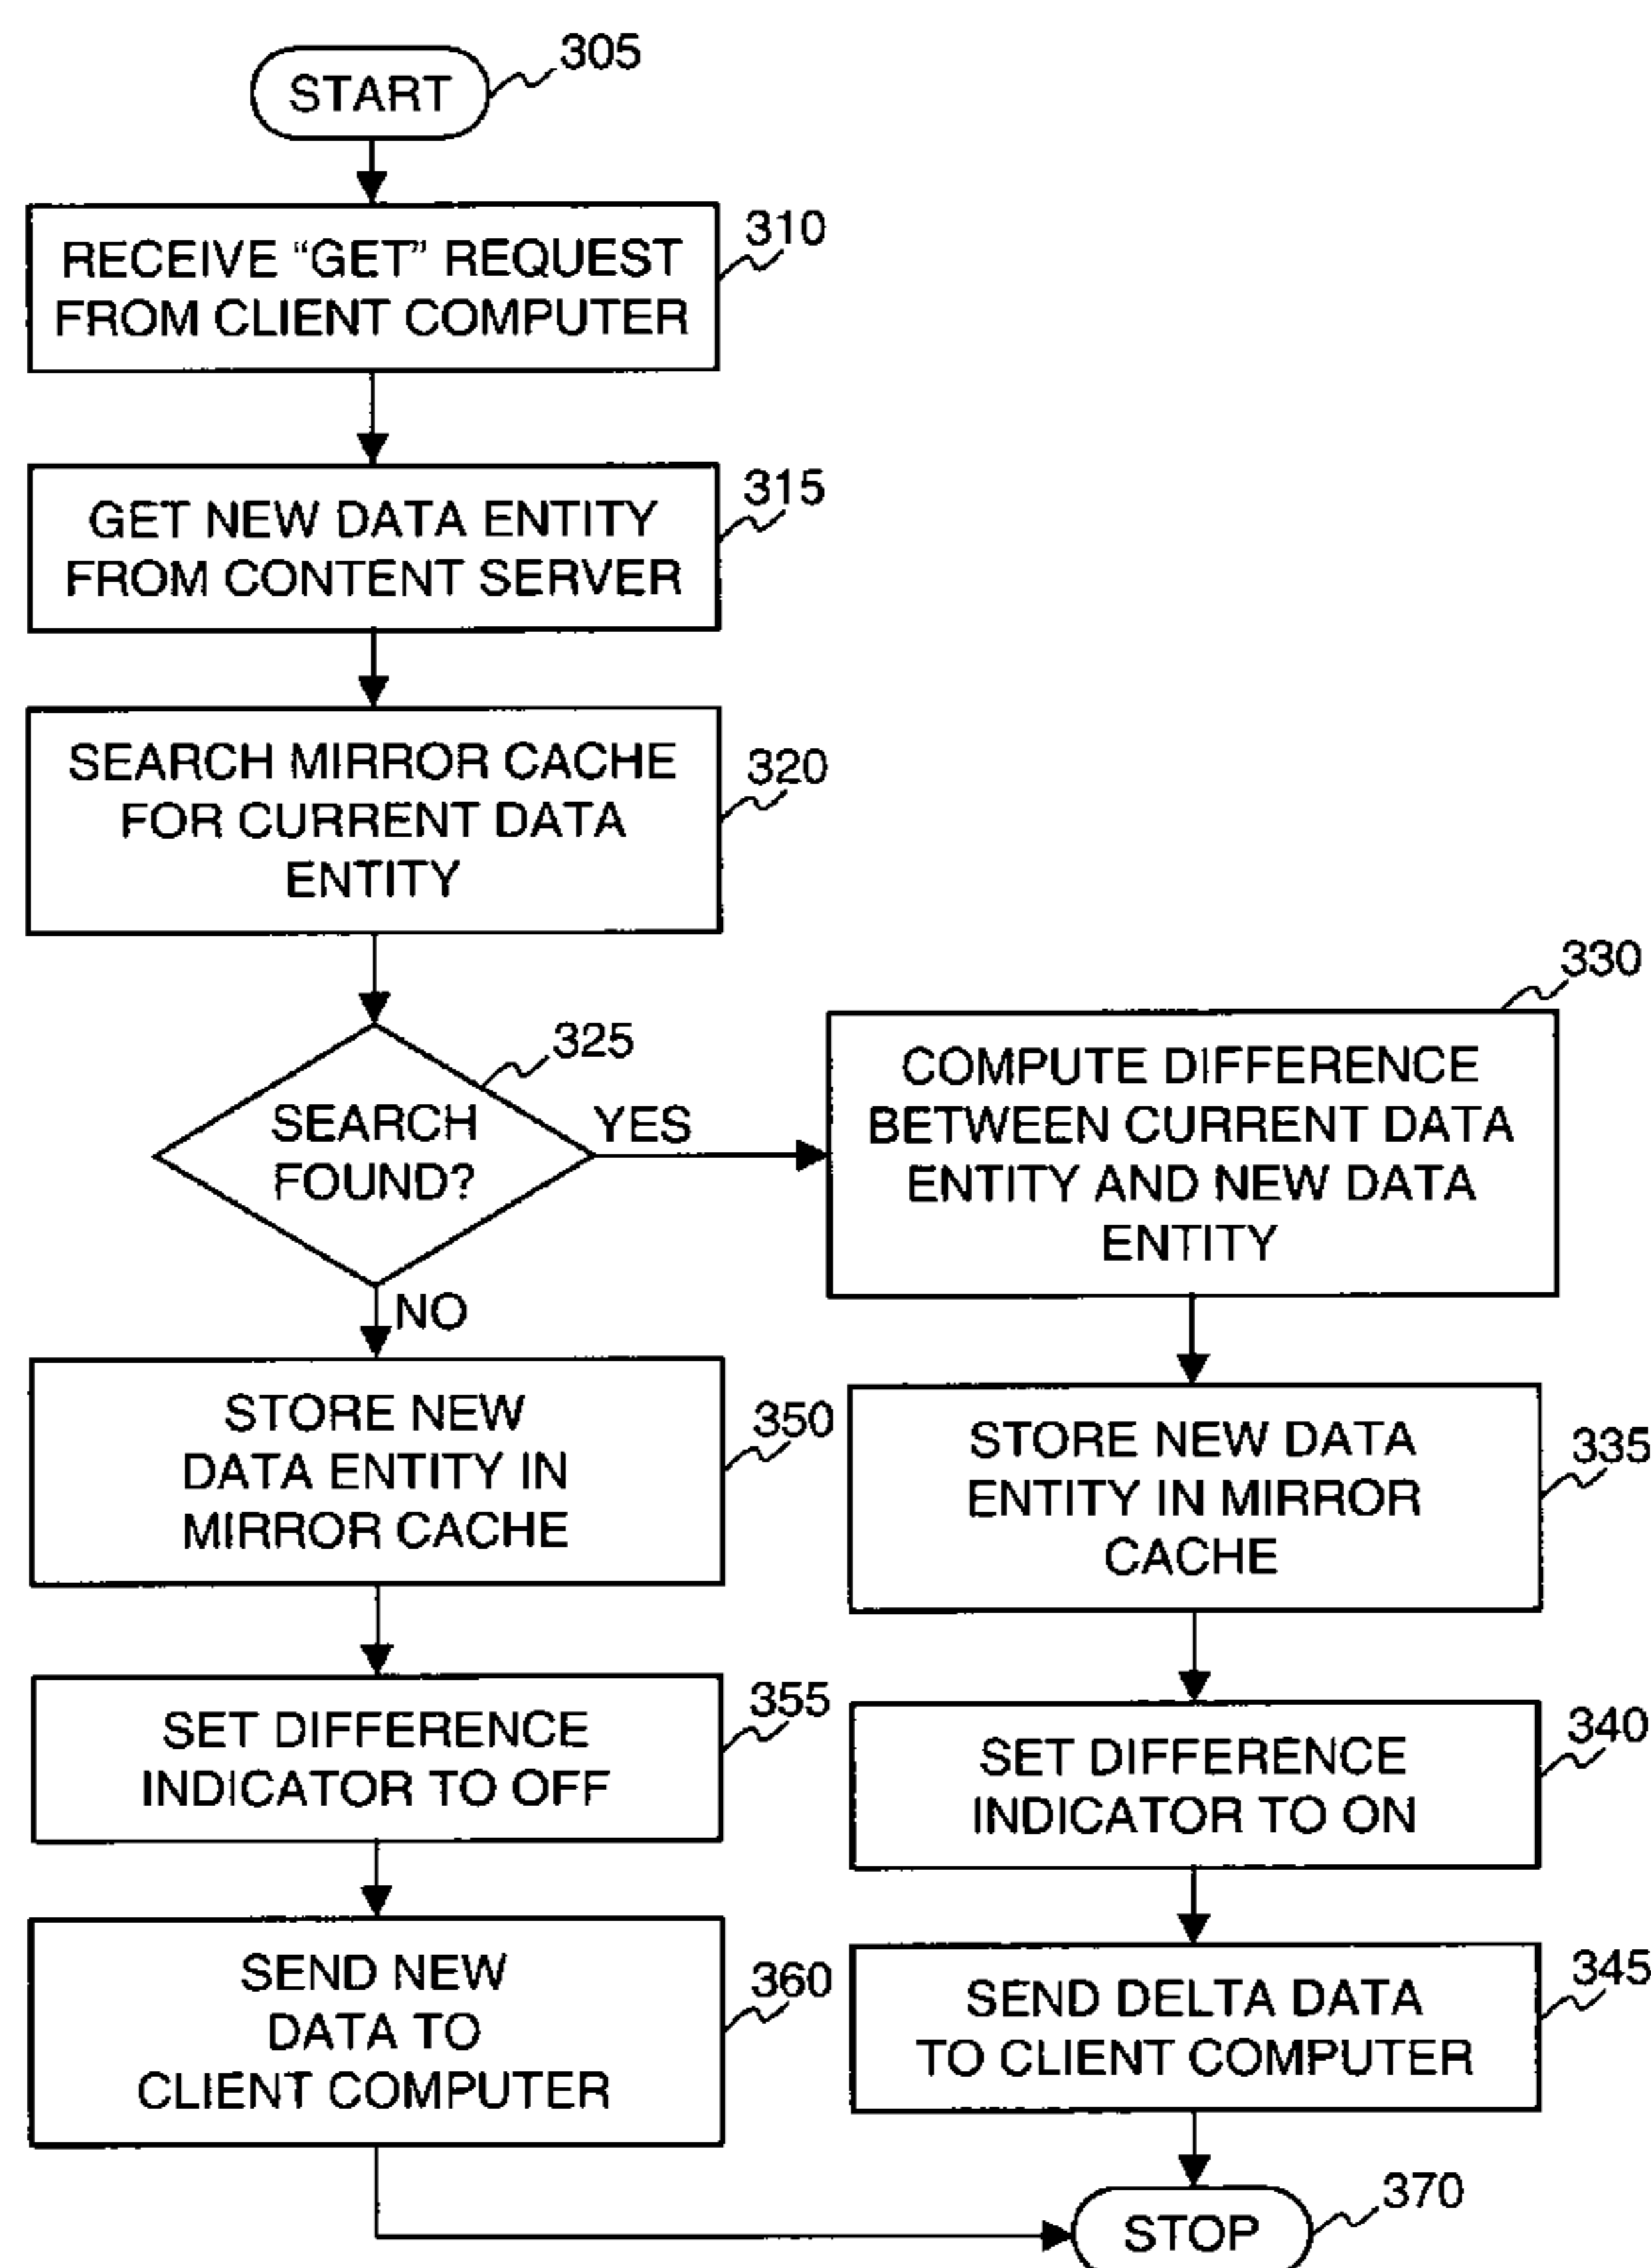 START
305
RECEIVE “GET” REQUEST
FROM CLIENT COMPUTER
310
GET NEW DATA ENTITY
FROM CONTENT SERVER
315
SEARCH MIRROR CACHE
FOR CURRENT DATA
ENTITY
320
SEARCH
FOUND?
325
YES
NO
COMPUTE DIFFERENCE
BETWEEN CURRENT DATA
ENTITY AND NEW DATA
ENTITY
330
STORE NEW DATA
ENTITY IN MIRROR
CACHE
335
SET DIFFERENCE
INDICATOR TO ON
340
SEND DELTA DATA
TO CLIENT COMPUTER
345
STORE NEW
DATA ENTITY IN
MIRROR CACHE
350
SET DIFFERENCE
INDICATOR TO OFF
355
SEND NEW
DATA TO
CLIENT COMPUTER
360
STOP
370